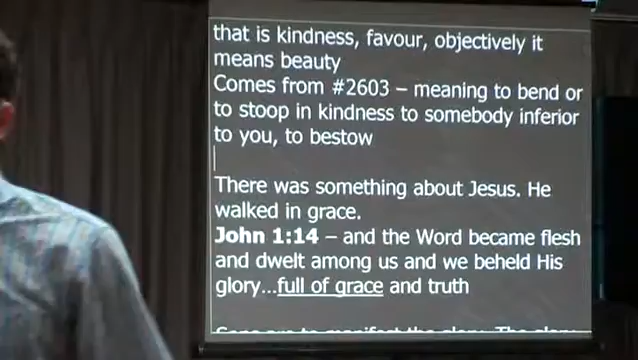 that is kindness, favour, objectively it
means beauty
Comes from #2603 – meaning to bend or
to stoop in kindness to somebody inferior
to you, to bestow
There was something about Jesus. He
walked in grace.
John 1:14 – and the Word became flesh
and dwelt among us and we beheld His
glory...full of grace and truth